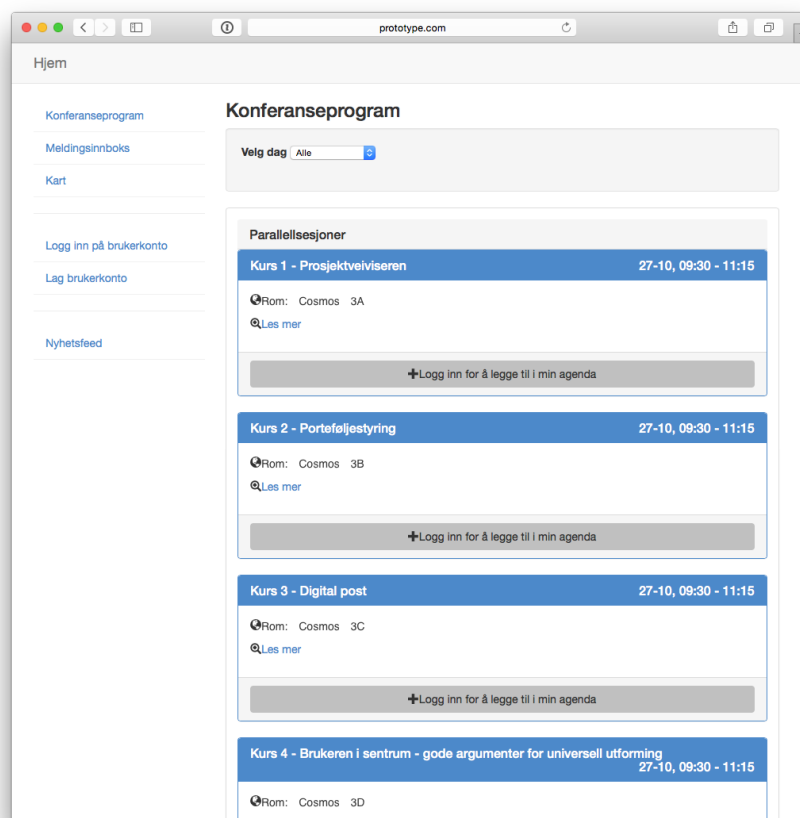 prototype.com
Hjem
Konferanseprogram
Meldingsinnboks
Kart
Logg inn på brukerkonto
Lag brukerkonto
Nyhetsfeed
Konferanseprogram
Velg dag Alle
Parallellsesjoner
Kurs 1 - Prosjektveiviseren 27-10, 09:30 - 11:15
Rom: Cosmos 3A
Les mer
Logg inn for å legge til i min agenda
Kurs 2 - Porteføljestyring 27-10, 09:30 - 11:15
Rom: Cosmos 3B
Les mer
Logg inn for å legge til i min agenda
Kurs 3 - Digital post 27-10, 09:30 - 11:15
Rom: Cosmos 3C
Les mer
Logg inn for å legge til i min agenda
Kurs 4 - Brukeren i sentrum - gode argumenter for universell utforming
27-10, 09:30 - 11:15
Rom: Cosmos 3D